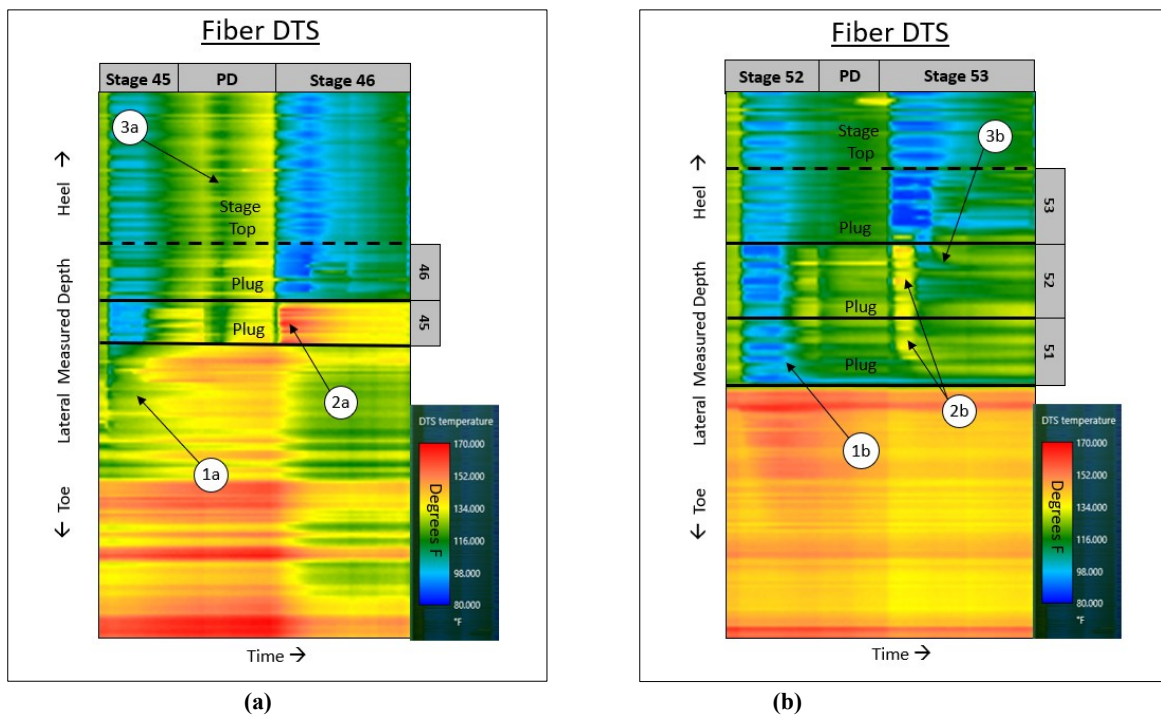 Fiber DTS
Stage 45 PD Stage 46
3a
Stage
Top
Plug
46
Plug
45
2a
1a
Lateral Measured Depth
Heel →
← Toe
DTS temperature
170.000
152.000
134.000
116.000
98.000
80.000
°F
Degrees F
Time →
(a)
Fiber DTS
Stage 52 PD Stage 53
3b
Stage
Top
53
Plug
52
Plug
51
Plug
2b
1b
Lateral Measured Depth
Heel →
← Toe
DTS temperature
170.000
152.000
134.000
116.000
98.000
80.000
°F
Degrees F
Time →
(b)